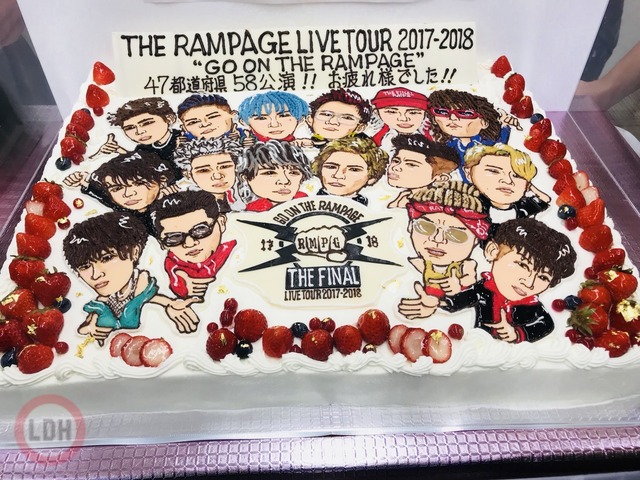 THE RAMPAGE LIVE TOUR 2017-2018
"GO ON THE RAMPAGE"
47都道府県58公演!! お疲れ様でした!!
GO ON THE RAMPAGE
17 RMPG 18
THE FINAL
LIVE TOUR 2017-2018
LDH